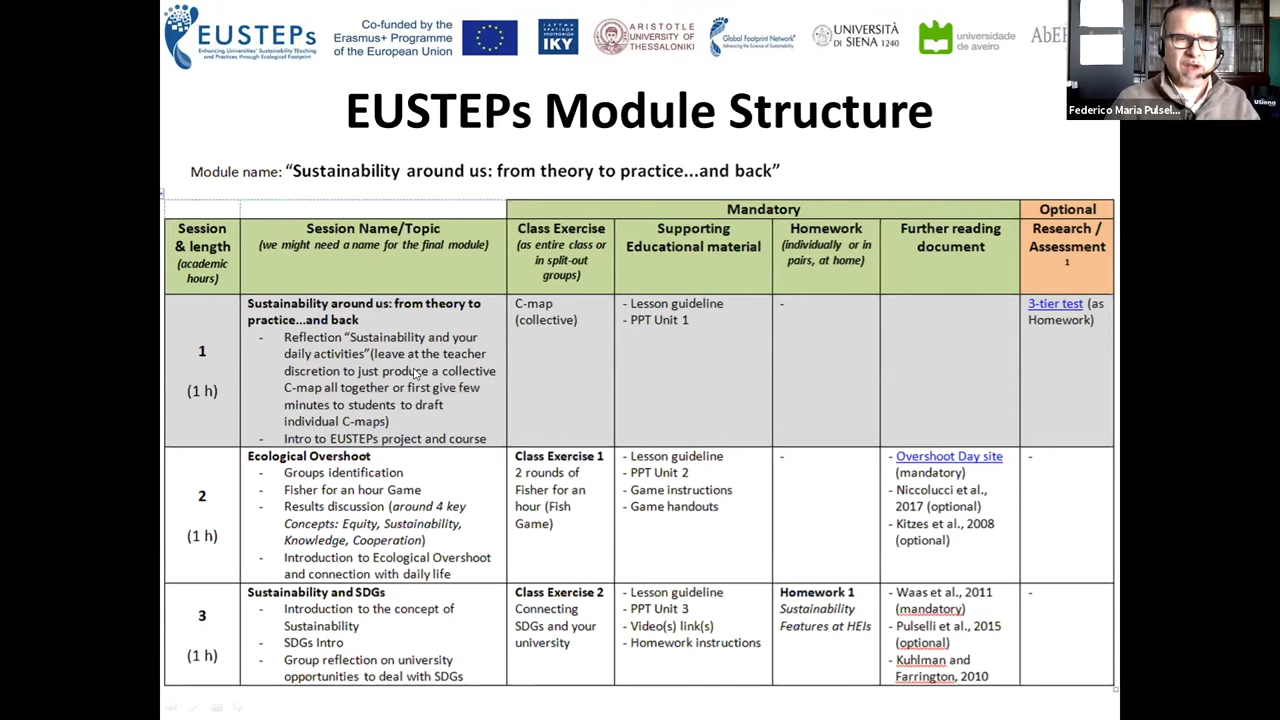 EUSTEPs
Enhancing Universities' Sustainability TEaching
and Practices through Ecological Footprint
Co-funded by the
Erasmus+ Programme
of the European Union
ΙΚΥ
ARISTOTLE
UNIVERSITY OF
THESSALONIKI
Global Footprint Network®
Advancing the Science of Sustainability
UNIVERSITÀ
DI SIENA 1240
universidade
de aveiro
Federico Maria Pulsel...
EUSTEPs Module Structure
Module name: “Sustainability around us: from theory to practice...and back”
Mandatory
Optional
Session
& length
(academic
hours)
Session Name/Topic
(we might need a name for the final module)
Class Exercise
(as entire class or
in split-out
groups)
Supporting
Educational material
Homework
(individually or in
pairs, at home)
Further reading
document
Research /
Assessment
1
1
(1 h)
Sustainability around us: from theory to
practice...and back
- Reflection “Sustainability and your
daily activities”(leave at the teacher
discretion to just produce a collective
C-map all together or first give few
minutes to students to draft
individual C-maps)
- Intro to EUSTEPs project and course
C-map
(collective)
- Lesson guideline
- PPT Unit 1
-
3-tier test (as
Homework)
2
(1 h)
Ecological Overshoot
- Groups identification
- Fisher for an hour Game
- Results discussion (around 4 key
Concepts: Equity, Sustainability,
Knowledge, Cooperation)
- Introduction to Ecological Overshoot
and connection with daily life
Class Exercise 1
2 rounds of
Fisher for an
hour (Fish
Game)
- Lesson guideline
- PPT Unit 2
- Game instructions
- Game handouts
-
- Overshoot Day site
(mandatory)
- Niccolucci et al.,
2017 (optional)
- Kitzes et al., 2008
(optional)
-
3
(1 h)
Sustainability and SDGs
- Introduction to the concept of
Sustainability
- SDGs Intro
- Group reflection on university
opportunities to deal with SDGs
Class Exercise 2
Connecting
SDGs and your
university
- Lesson guideline
- PPT Unit 3
- Video(s) link(s)
- Homework instructions
Homework 1
Sustainability
Features at HEIs
- Waas et al., 2011
(mandatory)
- Pulselli et al., 2015
(optional)
- Kuhlman and
Farrington, 2010
-